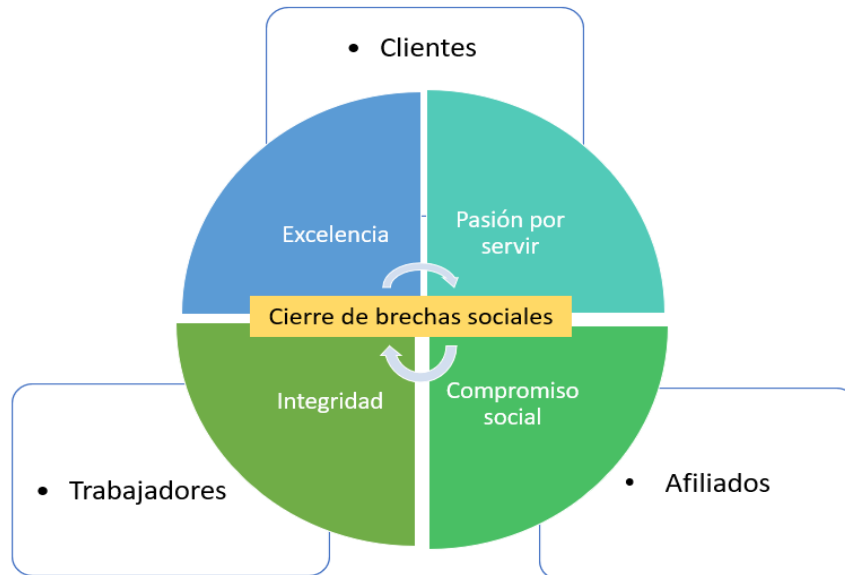 • Clientes
Excelencia
Pasión por
servir
Cierre de brechas sociales
Integridad
Compromiso
social
• Trabajadores
• Afiliados